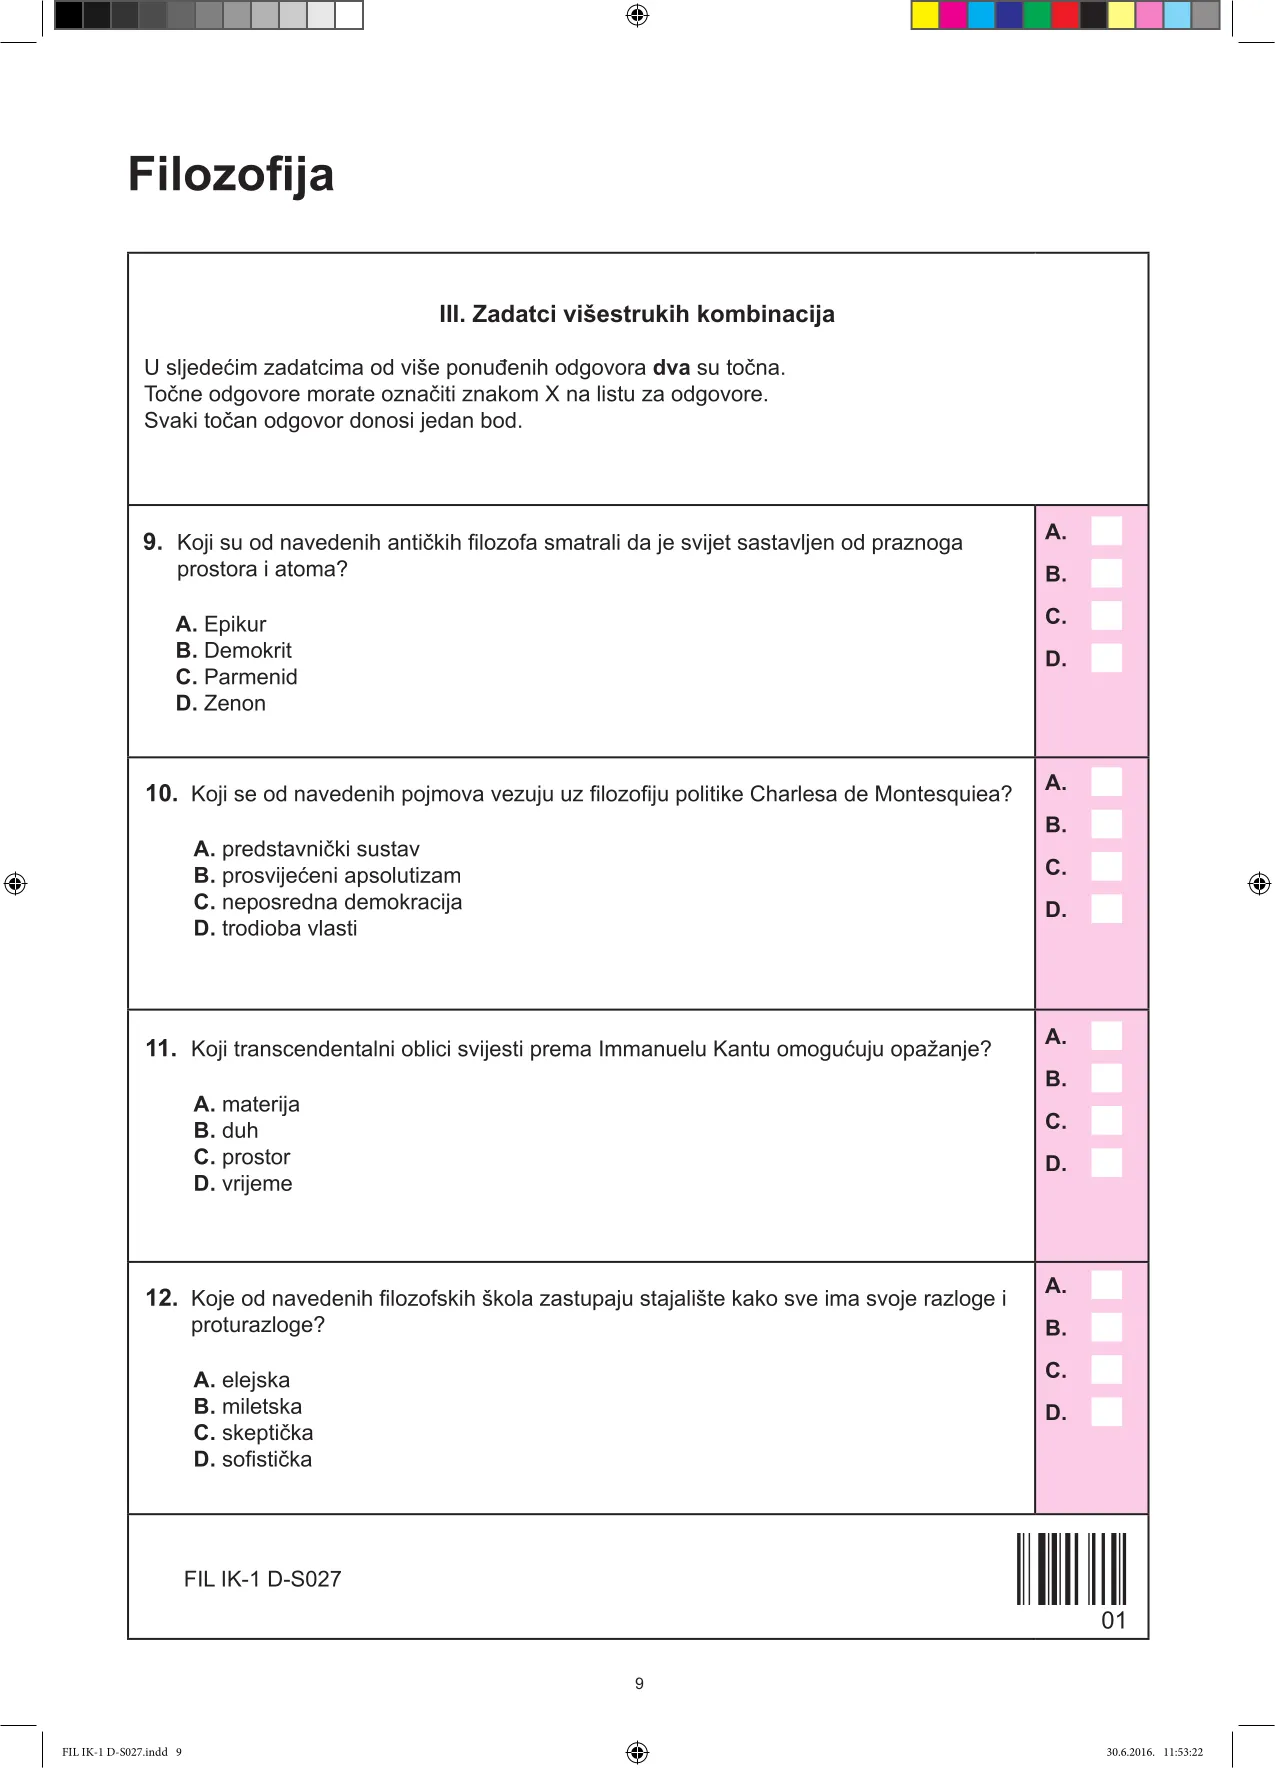 Filozofija
III. Zadatci višestrukih kombinacija
U sljedećim zadatcima od više ponuđenih odgovora dva su točna.
Točne odgovore morate označiti znakom X na listu za odgovore.
Svaki točan odgovor donosi jedan bod.
9. Koji su od navedenih antičkih filozofa smatrali da je svijet sastavljen od praznoga
prostora i atoma?
A. Epikur
B. Demokrit
C. Parmenid
D. Zenon
A.
B.
C.
D.
10. Koji se od navedenih pojmova vezuju uz filozofiju politike Charlesa de Montesquiea?
A. predstavnički sustav
B. prosvijećeni apsolutizam
C. neposredna demokracija
D. trodioba vlasti
A.
B.
C.
D.
11. Koji transcendentalni oblici svijesti prema Immanuelu Kantu omogućuju opažanje?
A. materija
B. duh
C. prostor
D. vrijeme
A.
B.
C.
D.
12. Koje od navedenih filozofskih škola zastupaju stajalište kako sve ima svoje razloge i
proturazloge?
A. elejska
B. miletska
C. skeptička
D. sofistička
A.
B.
C.
D.
FIL IK-1 D-S027
01
9
FIL IK-1 D-S027.indd 9
30.6.2016. 11:53:22